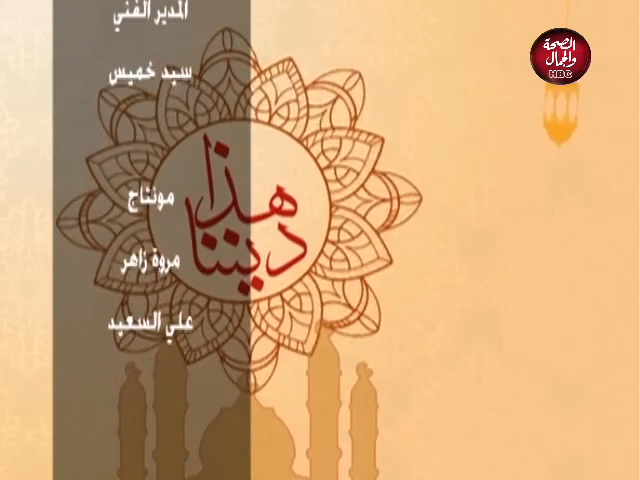 المدير الفني
سيد خميس
مونتاج
مروة زاهر
علي السعيد
هذا
ديننا
الصحة
والجمال
HBC